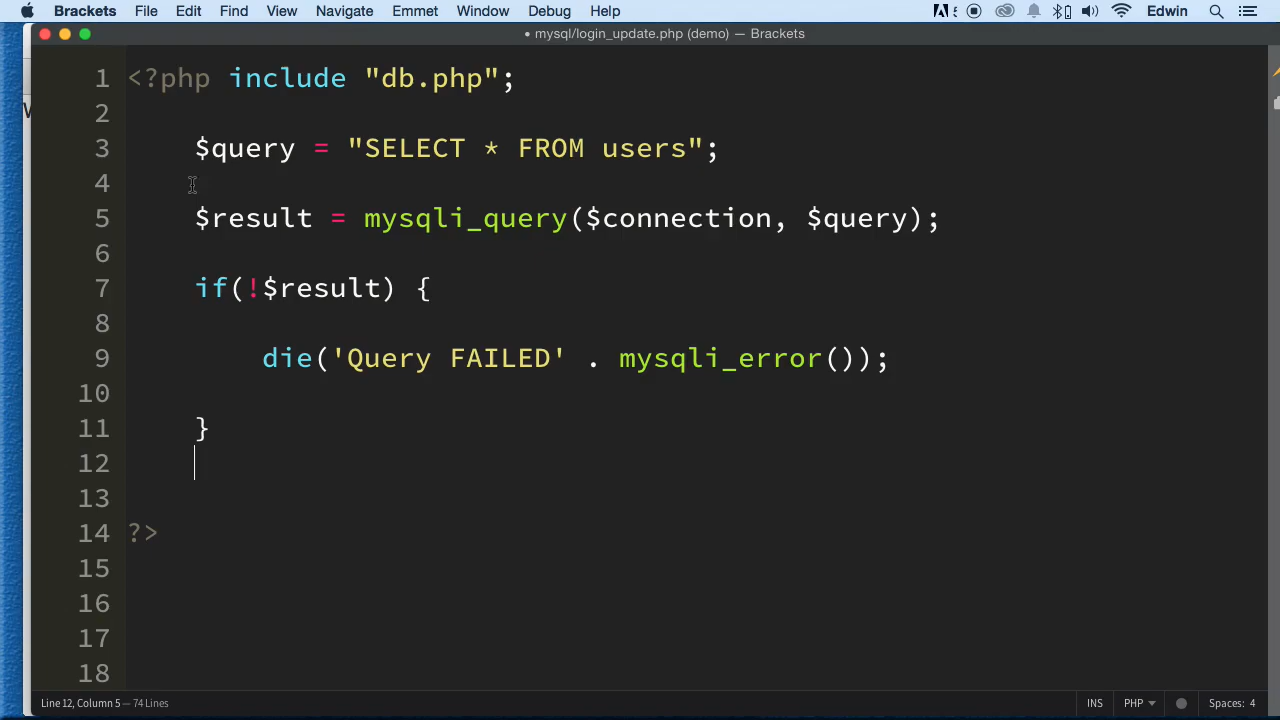 Brackets File Edit Find View Navigate Emmet Window Debug Help Edwin
• mysql/login_update.php (demo) — Brackets
1 <?php include "db.php";
2
3 $query = "SELECT * FROM users";
4
5 $result = mysqli_query($connection, $query);
6
7 if(!$result) {
8
9 die('Query FAILED' . mysqli_error());
10
11 }
12
13
14 ?>
15
16
17
18
Line 12, Column 5 — 74 Lines INS PHP Spaces: 4